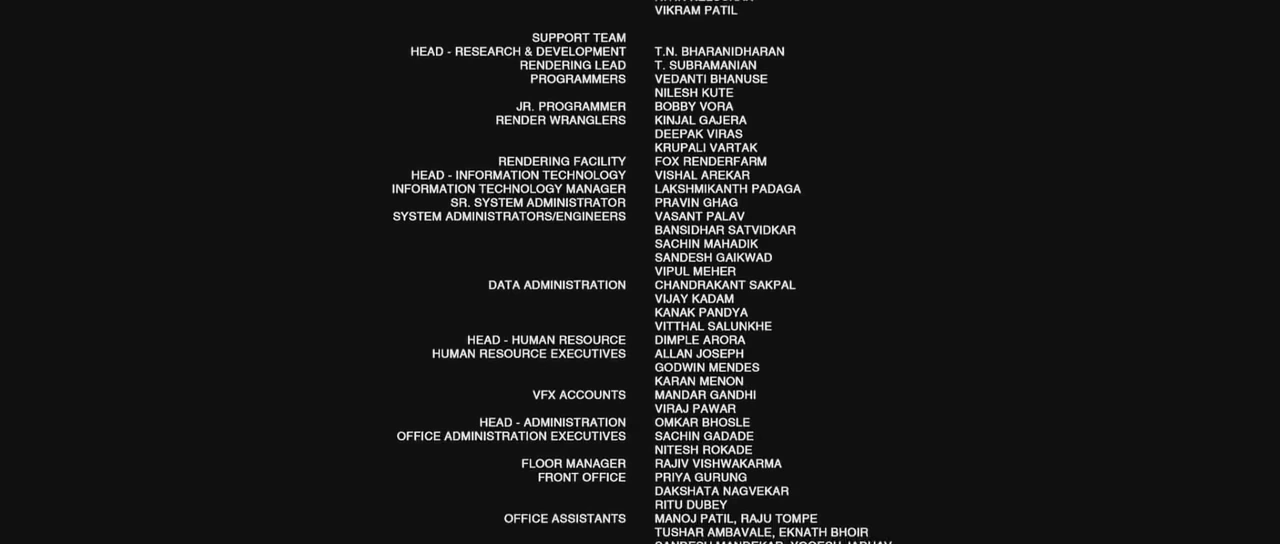 VIKRAM PATIL
SUPPORT TEAM
HEAD - RESEARCH & DEVELOPMENT T.N. BHARANIDHARAN
RENDERING LEAD T. SUBRAMANIAN
PROGRAMMERS VEDANTI BHANUSE
NILESH KUTE
JR. PROGRAMMER BOBBY VORA
RENDER WRANGLERS KINJAL GAJERA
DEEPAK VIRAS
KRUPALI VARTAK
RENDERING FACILITY FOX RENDERFARM
HEAD - INFORMATION TECHNOLOGY VISHAL AREKAR
INFORMATION TECHNOLOGY MANAGER LAKSHMIKANTH PADAGA
SR. SYSTEM ADMINISTRATOR PRAVIN GHAG
SYSTEM ADMINISTRATORS/ENGINEERS VASANT PALAV
BANSIDHAR SATVIDKAR
SACHIN MAHADIK
SANDESH GAIKWAD
VIPUL MEHER
DATA ADMINISTRATION CHANDRAKANT SAKPAL
VIJAY KADAM
KANAK PANDYA
VITTHAL SALUNKHE
HEAD - HUMAN RESOURCE DIMPLE ARORA
HUMAN RESOURCE EXECUTIVES ALLAN JOSEPH
GODWIN MENDES
KARAN MENON
VFX ACCOUNTS MANDAR GANDHI
VIRAJ PAWAR
HEAD - ADMINISTRATION OMKAR BHOSLE
OFFICE ADMINISTRATION EXECUTIVES SACHIN GADADE
NITESH ROKADE
FLOOR MANAGER RAJIV VISHWAKARMA
FRONT OFFICE PRIYA GURUNG
DAKSHATA NAGVEKAR
RITU DUBEY
OFFICE ASSISTANTS MANOJ PATIL, RAJU TOMPE
TUSHAR AMBAVALE, EKNATH BHOIR